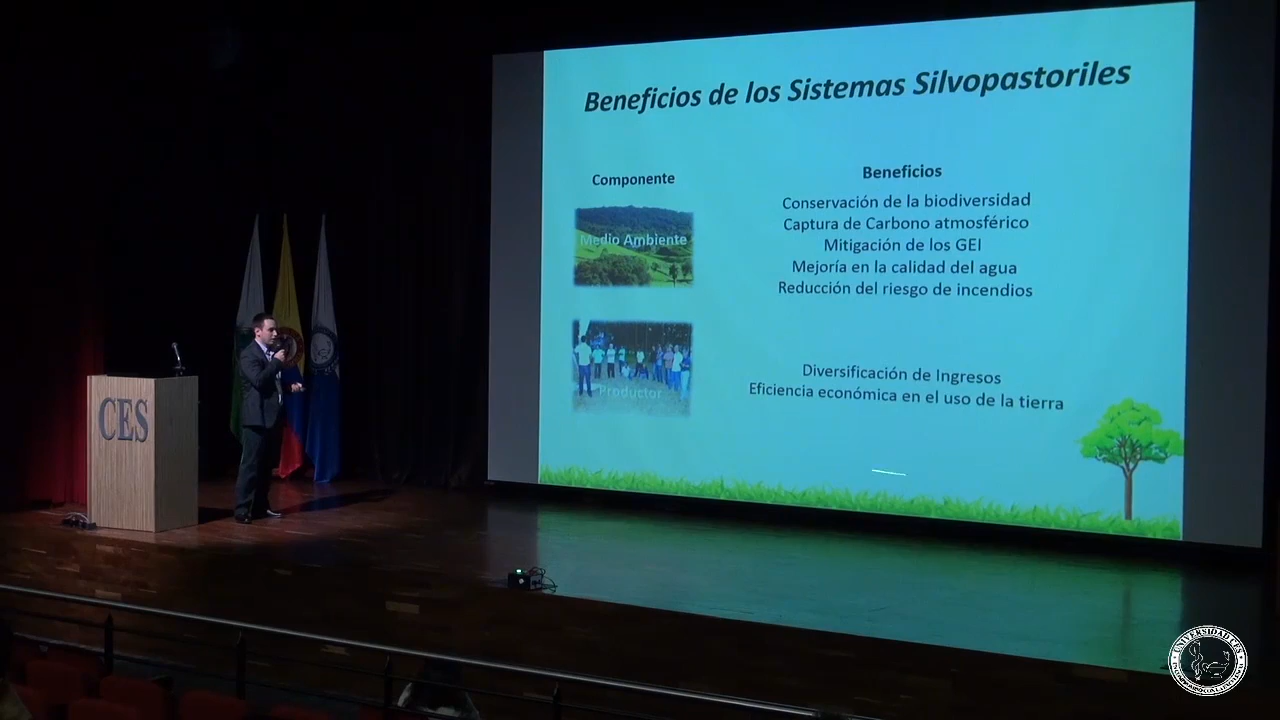 Beneficios de los Sistemas Silvopastoriles
Componente
Beneficios
Medio Ambiente
Conservación de la biodiversidad
Captura de Carbono atmosférico
Mitigación de los GEI
Mejoría en la calidad del agua
Reducción del riesgo de incendios
Productor
Diversificación de Ingresos
Eficiencia económica en el uso de la tierra
CES
UNIVERSIDAD CES